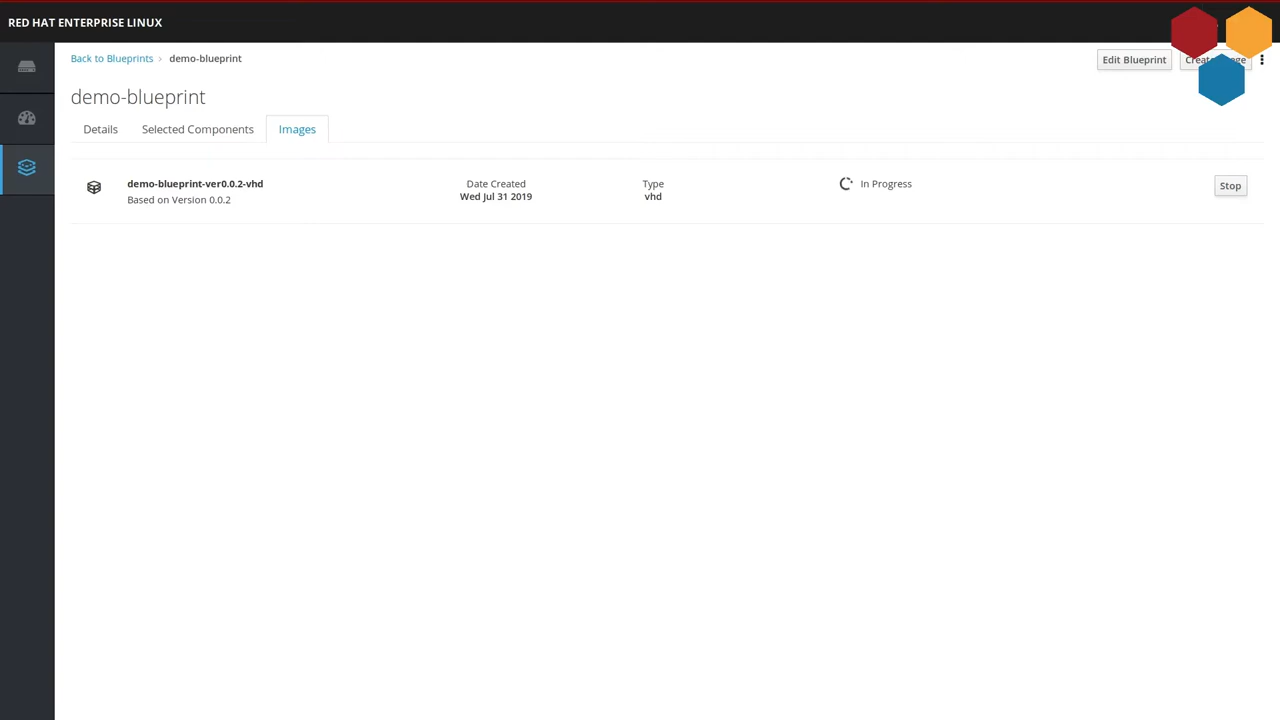 RED HAT ENTERPRISE LINUX
Back to Blueprints › demo-blueprint
Edit Blueprint
demo-blueprint
Details Selected Components Images
demo-blueprint-ver0.0.2-vhd
Based on Version 0.0.2
Date Created
Wed Jul 31 2019
Type
vhd
In Progress
Stop